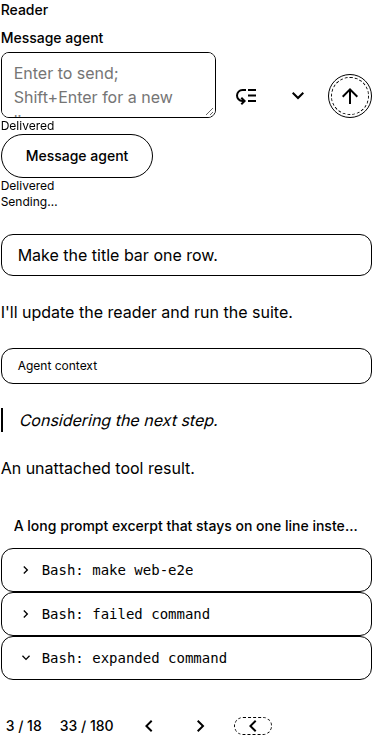 Reader
Message agent
Enter to send;
Shift+Enter for a new
Delivered
Message agent
Delivered
Sending...
Make the title bar one row.
I'll update the reader and run the suite.
Agent context
Considering the next step.
An unattached tool result.
A long prompt excerpt that stays on one line inste...
Bash: make web-e2e
Bash: failed command
Bash: expanded command
3 / 18 33 / 180